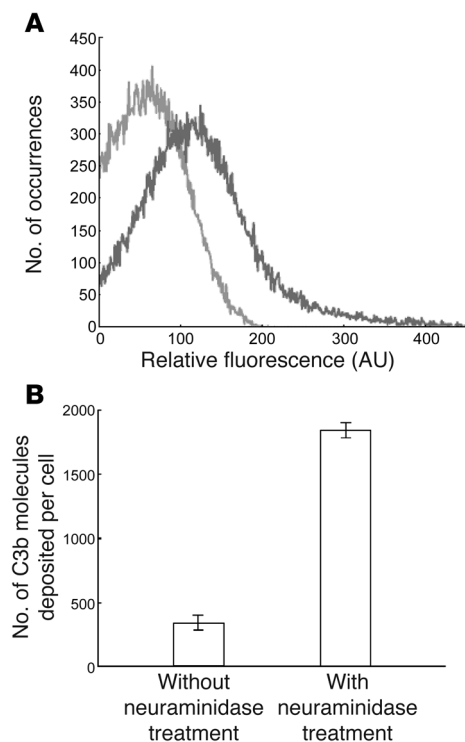 A
450
400
350
300
250
200
150
100
50
0
No. of occurrences
0 100 200 300 400
Relative fluorescence (AU)
B
2000
1500
1000
500
0
No. of C3b molecules
deposited per cell
Without
neuraminidase
treatment
With
neuraminidase
treatment